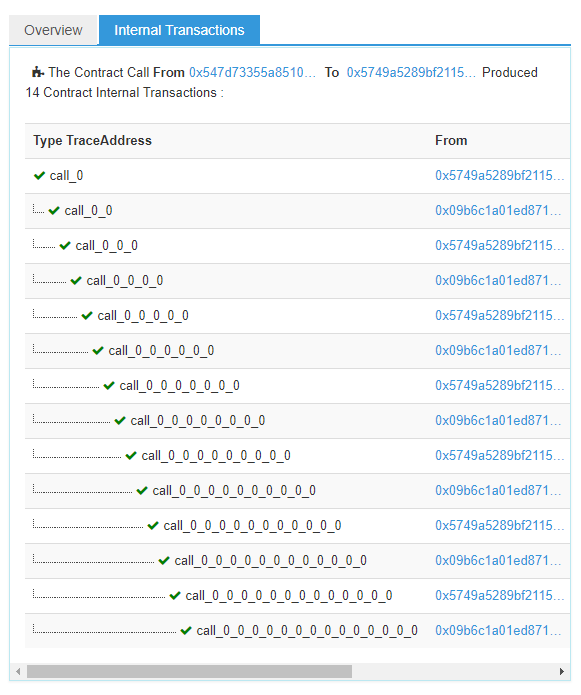 Overview
Internal Transactions
The Contract Call From 0x547d73355a8510... To 0x5749a5289bf2115... Produced
14 Contract Internal Transactions :
Type TraceAddress From
call_0 0x5749a5289bf2115...
call_0_0 0x09b6c1a01ed871...
call_0_0_0 0x5749a5289bf2115...
call_0_0_0_0 0x09b6c1a01ed871...
call_0_0_0_0_0 0x5749a5289bf2115...
call_0_0_0_0_0_0 0x09b6c1a01ed871...
call_0_0_0_0_0_0_0 0x5749a5289bf2115...
call_0_0_0_0_0_0_0_0 0x09b6c1a01ed871...
call_0_0_0_0_0_0_0_0_0 0x5749a5289bf2115...
call_0_0_0_0_0_0_0_0_0_0 0x09b6c1a01ed871...
call_0_0_0_0_0_0_0_0_0_0_0 0x5749a5289bf2115...
call_0_0_0_0_0_0_0_0_0_0_0_0 0x09b6c1a01ed871...
call_0_0_0_0_0_0_0_0_0_0_0_0_0 0x5749a5289bf2115...
call_0_0_0_0_0_0_0_0_0_0_0_0_0_0 0x09b6c1a01ed871...